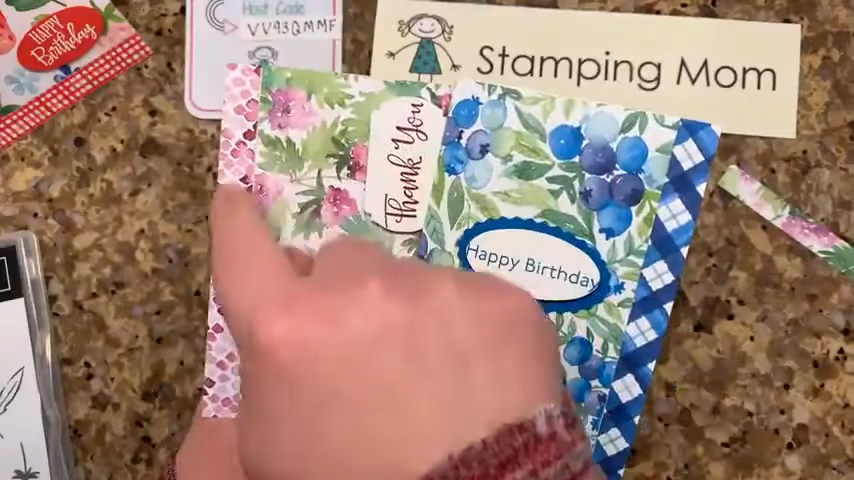 HAPPY
Birthday
Host Code
VV93QMMF
Stamping Mom
Thank You
Happy Birthday